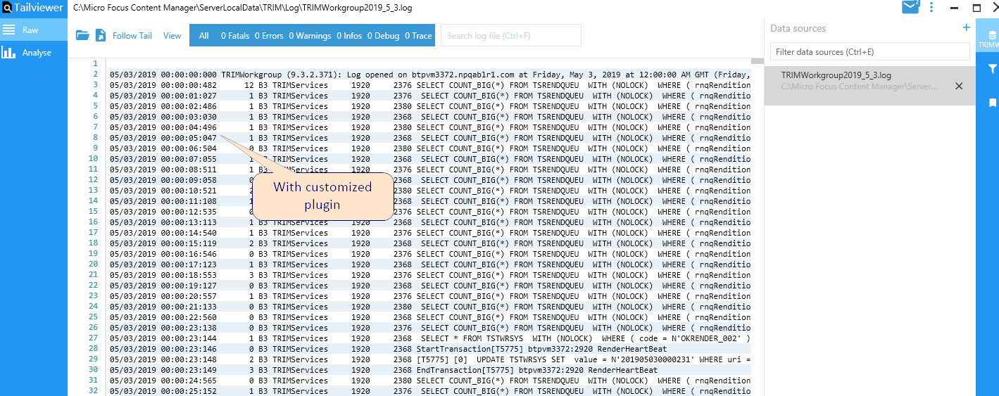 Tailviewer
C:\Micro Focus Content Manager\ServerLocalData\TRIM\Log\TRIMWorkgroup2019_5_3.log
2
Raw
Analyse
Follow Tail View All 0 Fatals 0 Errors 0 Warnings 0 Infos 0 Debug 0 Trace Search log file (Ctrl+F)
Data sources +
Filter data sources (Ctrl+E)
TRIMWorkgroup2019_5_3.log
C:\Micro Focus Content Manager\Server...
TRIMW
1
2 05/03/2019 00:00:00:000 TRIMWorkgroup (9.3.2.371): Log opened on btpvm3372.npqablr1.com at Friday, May 3, 2019 at 12:00:00 AM GMT (Friday,
3 05/03/2019 00:00:00:482 12 B3 TRIMServices 1920 2376 SELECT COUNT_BIG(*) FROM TSRENDQUEU WITH (NOLOCK) WHERE ( rnqRendition
4 05/03/2019 00:00:01:027 1 B3 TRIMServices 1920 2376 SELECT COUNT_BIG(*) FROM TSRENDQUEU WITH (NOLOCK) WHERE ( rnqRenditio
5 05/03/2019 00:00:02:486 1 B3 TRIMServices 1920 2380 SELECT COUNT_BIG(*) FROM TSRENDQUEU WITH (NOLOCK) WHERE ( rnqRendition
6 05/03/2019 00:00:03:030 1 B3 TRIMServices 1920 2368 SELECT COUNT_BIG(*) FROM TSRENDQUEU WITH (NOLOCK) WHERE ( rnqRenditio
7 05/03/2019 00:00:04:496 1 B3 TRIMServices 1920 2380 SELECT COUNT_BIG(*) FROM TSRENDQUEU WITH (NOLOCK) WHERE ( rnqRendition
8 05/03/2019 00:00:05:047 1 B3 TRIMServices 1920 2368 SELECT COUNT_BIG(*) FROM TSRENDQUEU WITH (NOLOCK) WHERE ( rnqRenditio
9 05/03/2019 00:00:06:504 0 B3 TRIMServices 1920 2380 SELECT COUNT_BIG(*) FROM TSRENDQUEU WITH (NOLOCK) WHERE ( rnqRendition
10 05/03/2019 00:00:07:055 1 B3 TRIMServices 1920 2368 SELECT COUNT_BIG(*) FROM TSRENDQUEU WITH (NOLOCK) WHERE ( rnqRenditio
11 05/03/2019 00:00:08:511 1 B3 TRIMServices 1920 2376 SELECT COUNT_BIG(*) FROM TSRENDQUEU WITH (NOLOCK) WHERE ( rnqRendition
12 05/03/2019 00:00:09:058 2368 SELECT COUNT_BIG(*) FROM TSRENDQUEU WITH (NOLOCK) WHERE ( rnqRenditio
13 05/03/2019 00:00:10:521 2380 SELECT COUNT_BIG(*) FROM TSRENDQUEU WITH (NOLOCK) WHERE ( rnqRendition
14 05/03/2019 00:00:11:108 2368 SELECT COUNT_BIG(*) FROM TSRENDQUEU WITH (NOLOCK) WHERE ( rnqRenditio
15 05/03/2019 00:00:12:535 2376 SELECT COUNT_BIG(*) FROM TSRENDQUEU WITH (NOLOCK) WHERE ( rnqRendition
16 05/03/2019 00:00:13:113 1 B3 TRIMServices 1920 2368 SELECT COUNT_BIG(*) FROM TSRENDQUEU WITH (NOLOCK) WHERE ( rnqRenditio
17 05/03/2019 00:00:14:540 1 B3 TRIMServices 1920 2376 SELECT COUNT_BIG(*) FROM TSRENDQUEU WITH (NOLOCK) WHERE ( rnqRendition
18 05/03/2019 00:00:15:119 2 B3 TRIMServices 1920 2368 SELECT COUNT_BIG(*) FROM TSRENDQUEU WITH (NOLOCK) WHERE ( rnqRenditio
19 05/03/2019 00:00:16:546 0 B3 TRIMServices 1920 2376 SELECT COUNT_BIG(*) FROM TSRENDQUEU WITH (NOLOCK) WHERE ( rnqRendition
20 05/03/2019 00:00:17:123 1 B3 TRIMServices 1920 2368 SELECT COUNT_BIG(*) FROM TSRENDQUEU WITH (NOLOCK) WHERE ( rnqRenditio
21 05/03/2019 00:00:18:553 3 B3 TRIMServices 1920 2376 SELECT COUNT_BIG(*) FROM TSRENDQUEU WITH (NOLOCK) WHERE ( rnqRendition
22 05/03/2019 00:00:19:127 0 B3 TRIMServices 1920 2368 SELECT COUNT_BIG(*) FROM TSRENDQUEU WITH (NOLOCK) WHERE ( rnqRenditio
23 05/03/2019 00:00:20:557 1 B3 TRIMServices 1920 2376 SELECT COUNT_BIG(*) FROM TSRENDQUEU WITH (NOLOCK) WHERE ( rnqRendition
24 05/03/2019 00:00:21:133 0 B3 TRIMServices 1920 2380 SELECT COUNT_BIG(*) FROM TSRENDQUEU WITH (NOLOCK) WHERE ( rnqRenditio
25 05/03/2019 00:00:22:560 0 B3 TRIMServices 1920 2368 SELECT COUNT_BIG(*) FROM TSRENDQUEU WITH (NOLOCK) WHERE ( rnqRendition
26 05/03/2019 00:00:23:138 0 B3 TRIMServices 1920 2376 SELECT COUNT_BIG(*) FROM TSRENDQUEU WITH (NOLOCK) WHERE ( rnqRenditio
27 05/03/2019 00:00:23:144 1 B3 TRIMServices 1920 2368 SELECT * FROM TSTWRSYS WITH (NOLOCK) WHERE ( code = N'OKRENDER_002' )
28 05/03/2019 00:00:23:146 0 B3 TRIMServices 1920 2368 StartTransaction[T5775] btpvm3372:2920 RenderHeartBeat
29 05/03/2019 00:00:23:148 2 B3 TRIMServices 1920 2368 [T5775] [0] UPDATE TSTWRSYS SET value = N'201905030000231' WHERE uri =
30 05/03/2019 00:00:23:149 3 B3 TRIMServices 1920 2368 EndTransaction[T5775] btpvm3372:2920 RenderHeartBeat
31 05/03/2019 00:00:24:565 0 B3 TRIMServices 1920 2380 SELECT COUNT_BIG(*) FROM TSRENDQUEU WITH (NOLOCK) WHERE ( rnqRendition
32 05/03/2019 00:00:25:152 1 B3 TRIMServices 1920 2376 SELECT COUNT_BIG(*) FROM TSRENDQUEU WITH (NOLOCK) WHERE ( rnqRenditio
With customized
plugin